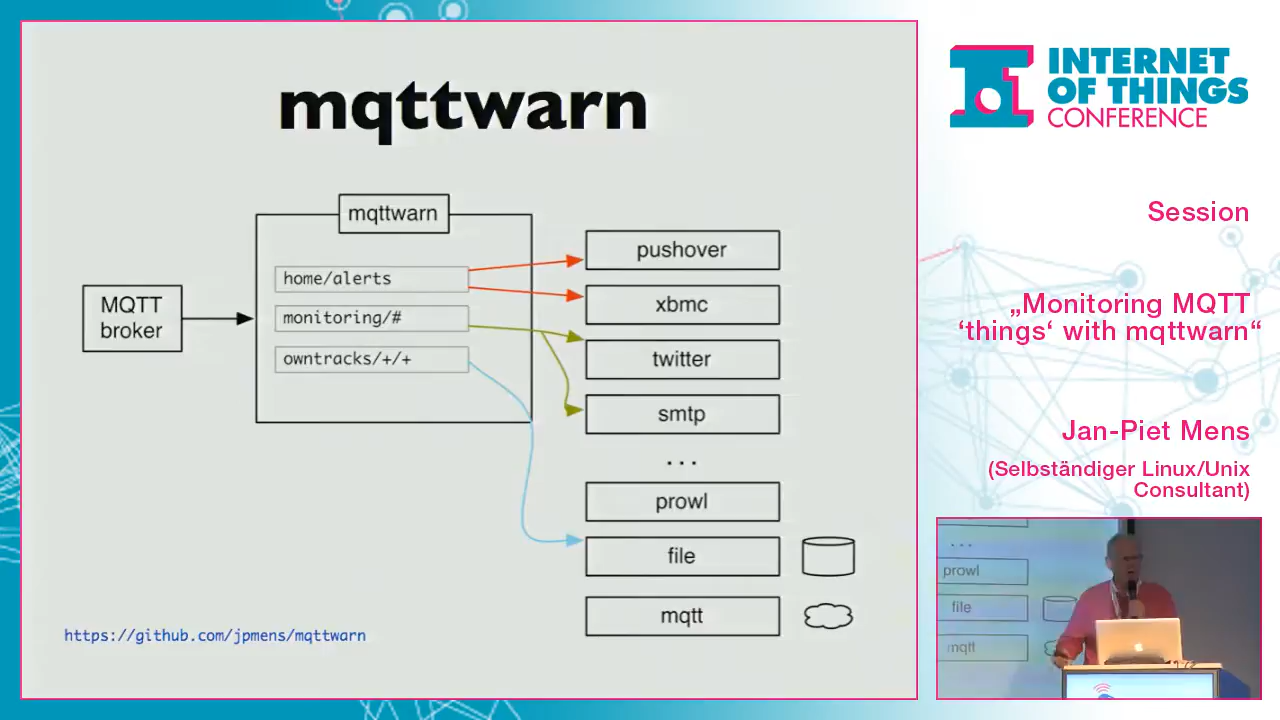 mqttwarn
mqttwarn
MQTT
broker
home/alerts
monitoring/#
owntracks/+/+
pushover
xbmc
twitter
smtp
...
prowl
file
mqtt
https://github.com/jpmens/mqttwarn
INTERNET
OF THINGS
CONFERENCE
Session
„Monitoring MQTT
‘things‘ with mqttwarn“
Jan-Piet Mens
(Selbständiger Linux/Unix
Consultant)
...
prowl
file
mqtt